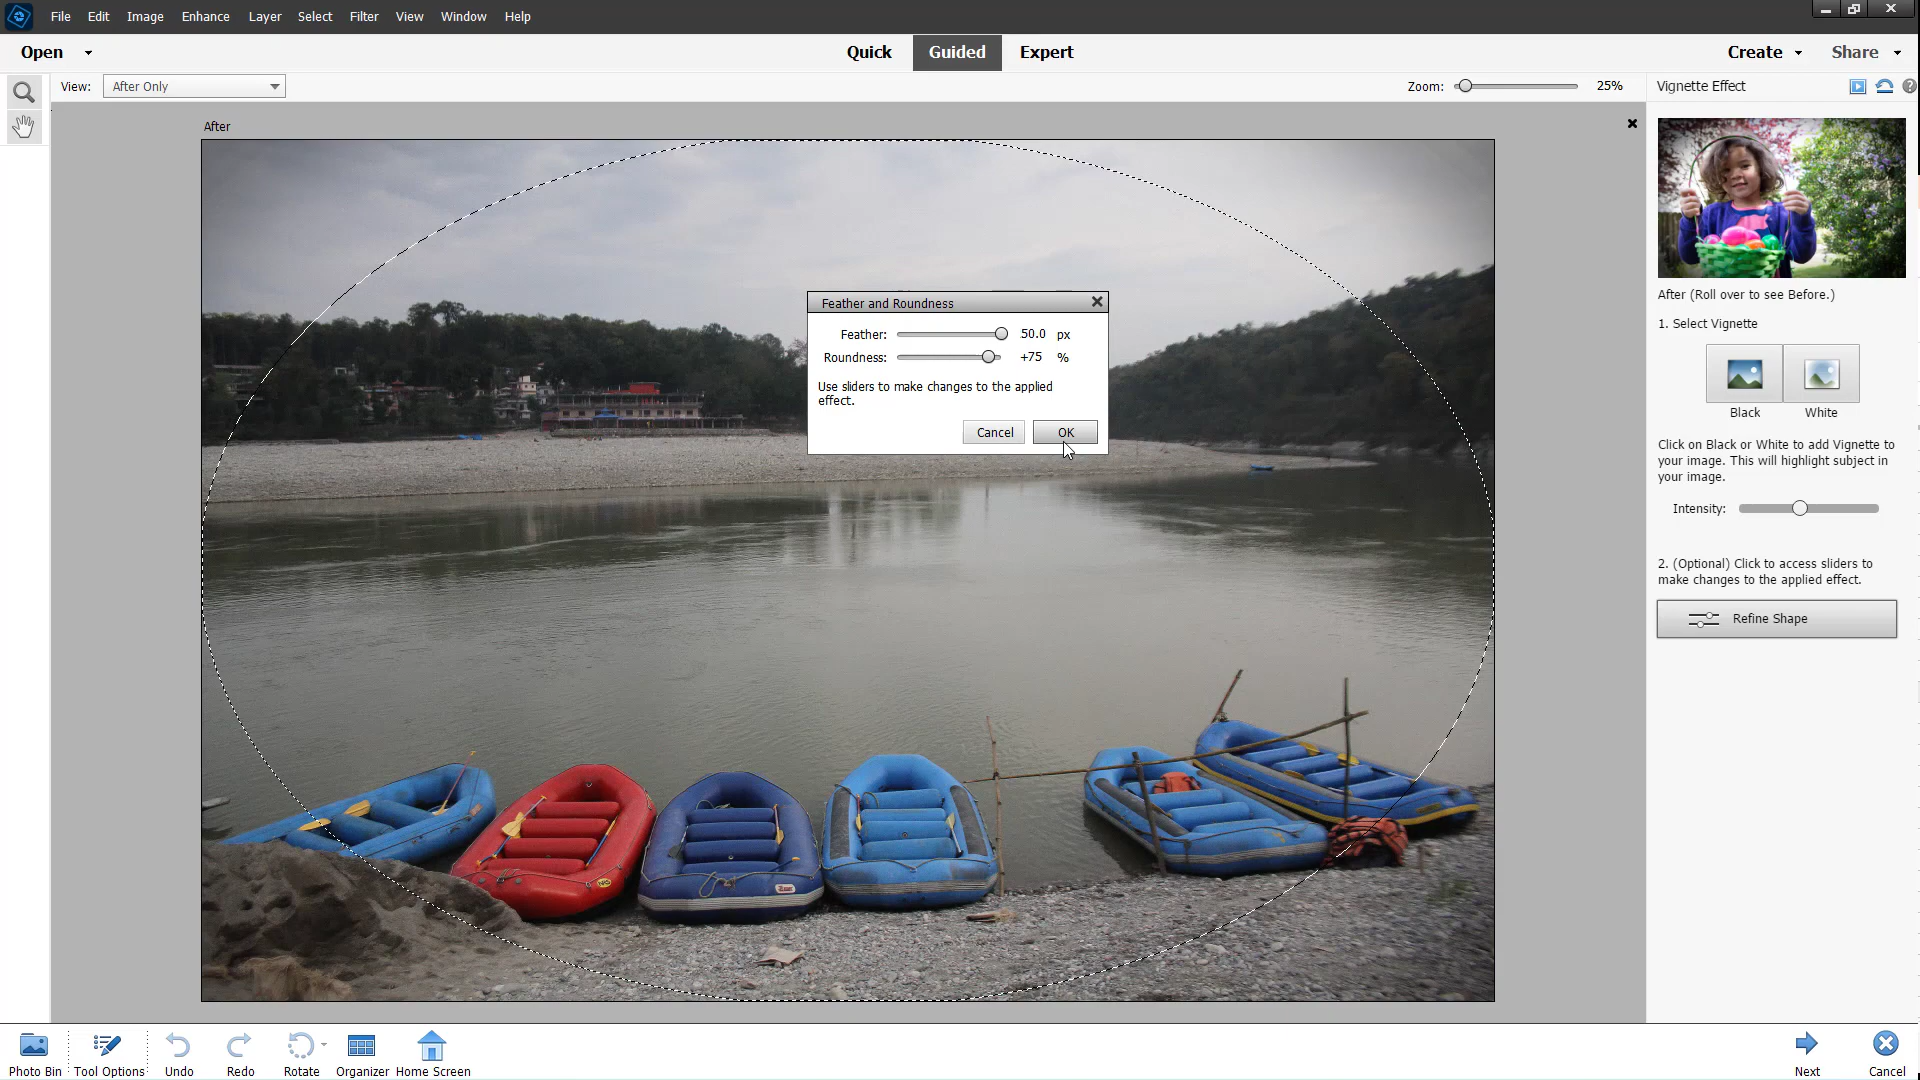 File Edit Image Enhance Layer Select Filter View Window Help
Open Quick Guided Expert Create Share
View: After Only Zoom: 25% Vignette Effect
After
Feather and Roundness
Feather: 50.0 px
Roundness: +75 %
Use sliders to make changes to the applied
effect.
Cancel OK
After (Roll over to see Before.)
1. Select Vignette
Black White
Click on Black or White to add Vignette to
your image. This will highlight subject in
your image.
Intensity:
2. (Optional) Click to access sliders to
make changes to the applied effect.
Refine Shape
Photo Bin Tool Options Undo Redo Rotate Organizer Home Screen Next Cancel